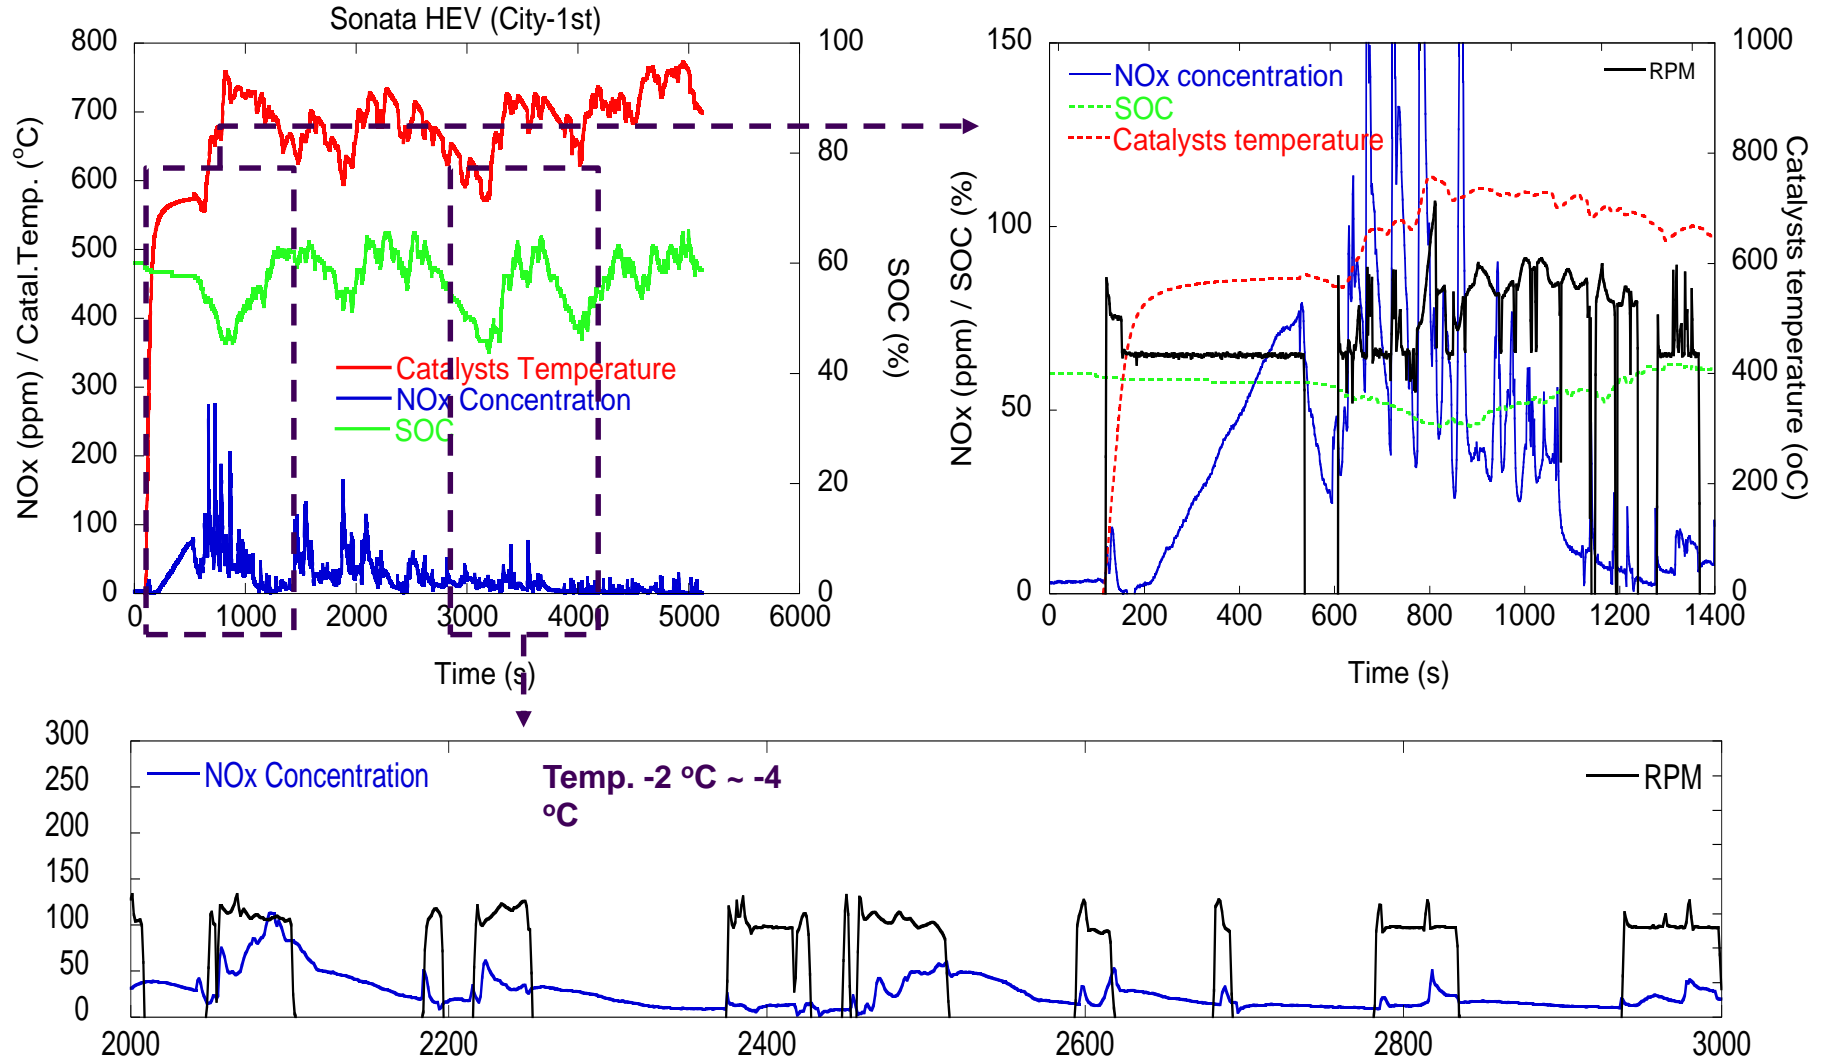 Sonata HEV (City-1st)
800
700
600
500
400
300
200
100
0
NOx (ppm) / Catal.Temp. (°C)
100
80
60
40
20
0
SOC (%)
Catalysts Temperature
NOx Concentration
SOC
0 1000 2000 3000 4000 5000 6000
Time (s)
150
100
50
0
NOx (ppm) / SOC (%)
NOx concentration
SOC
Catalysts temperature
RPM
1000
800
600
400
200
0
Catalysts temperature (oC)
0 200 400 600 800 1000 1200 1400
Time (s)
300
250
200
150
100
50
0
NOx Concentration
Temp. -2 °C ~ -4
°C
RPM
2000 2200 2400 2600 2800 3000